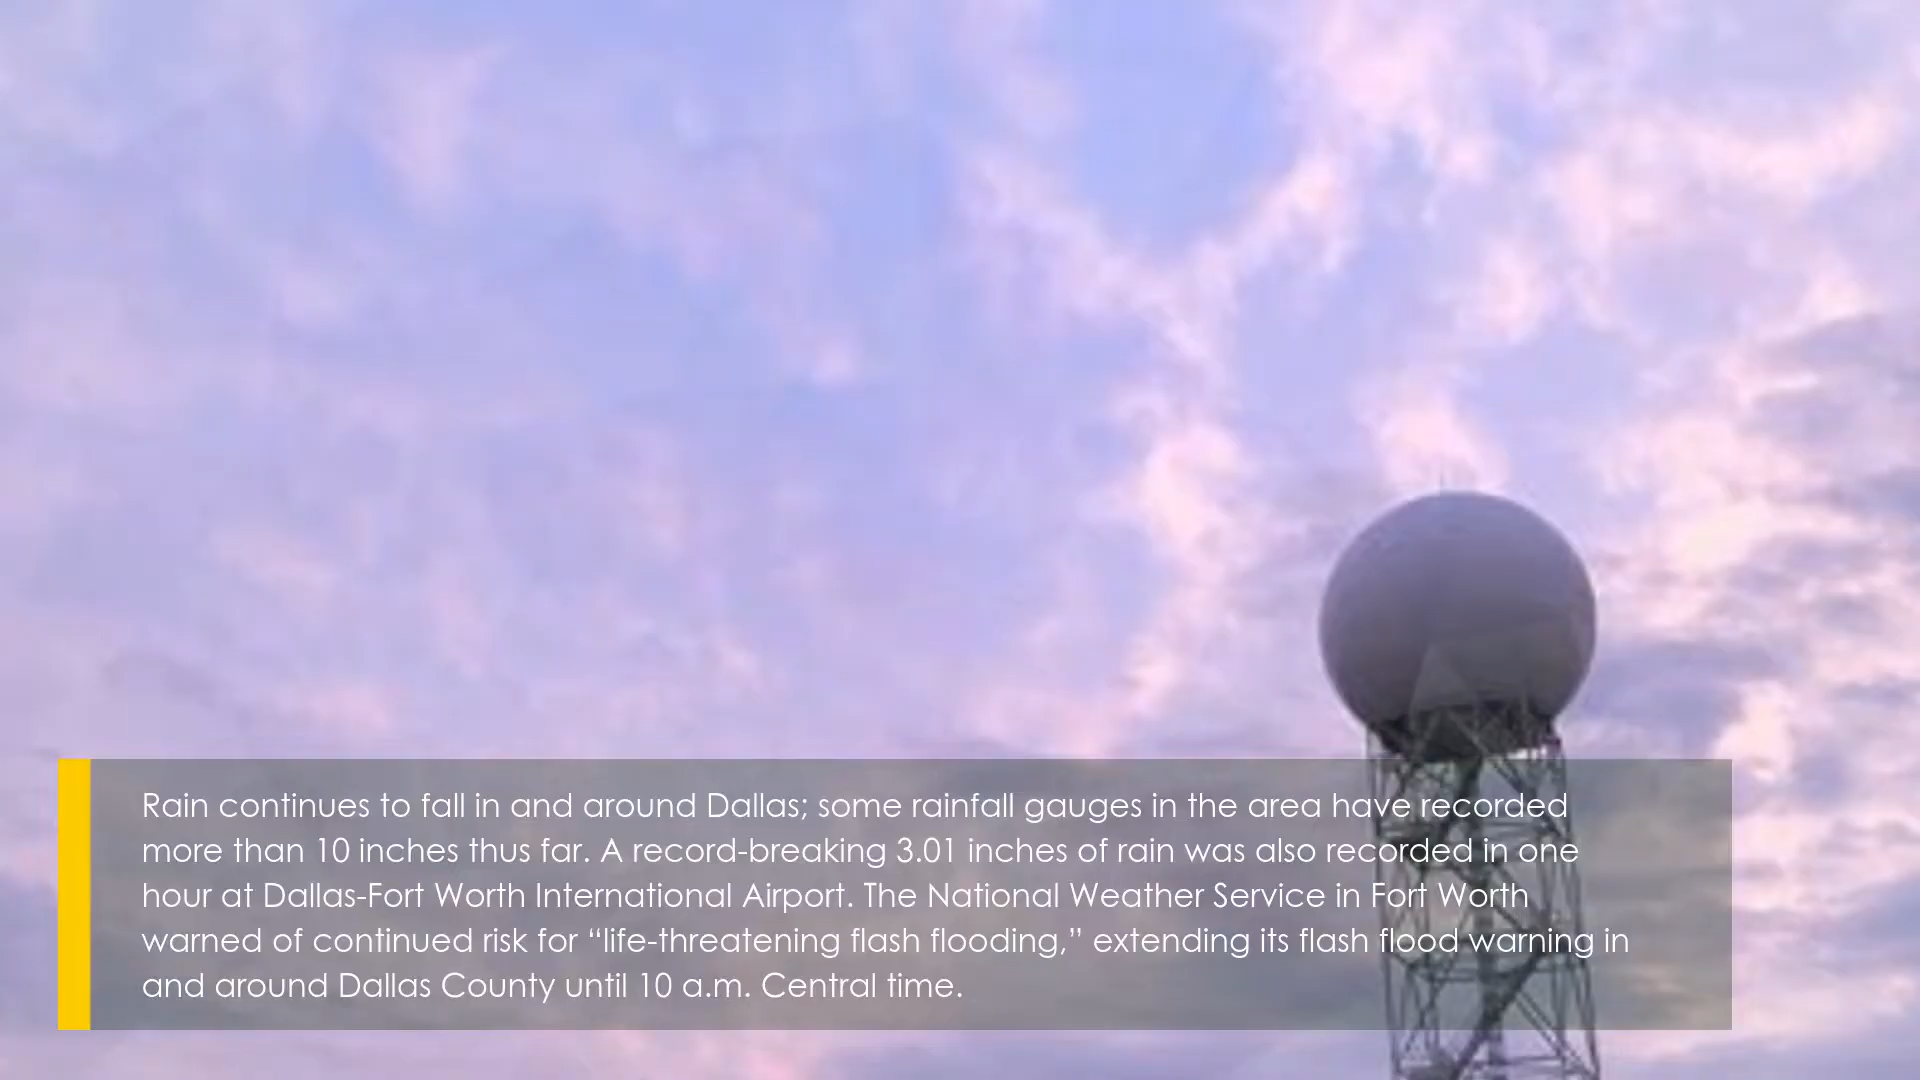 Rain continues to fall in and around Dallas; some rainfall gauges in the area have recorded
more than 10 inches thus far. A record-breaking 3.01 inches of rain was also recorded in one
hour at Dallas-Fort Worth International Airport. The National Weather Service in Fort Worth
warned of continued risk for “life-threatening flash flooding,” extending its flash flood warning in
and around Dallas County until 10 a.m. Central time.